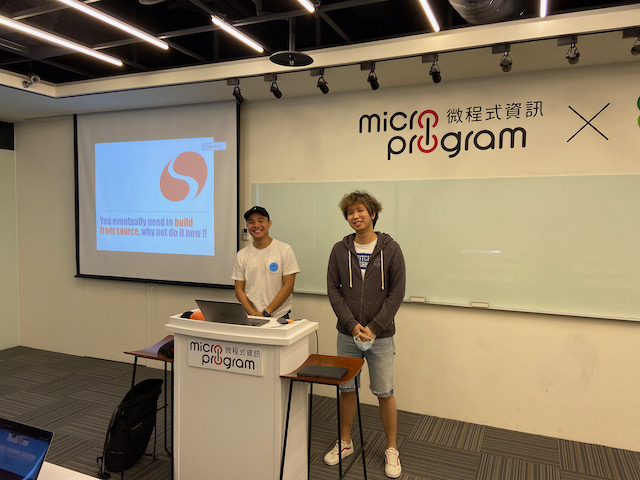 micro
program
微程式資訊
You eventually need to build
from source, why not do it now !!
micro
program
微程式資訊